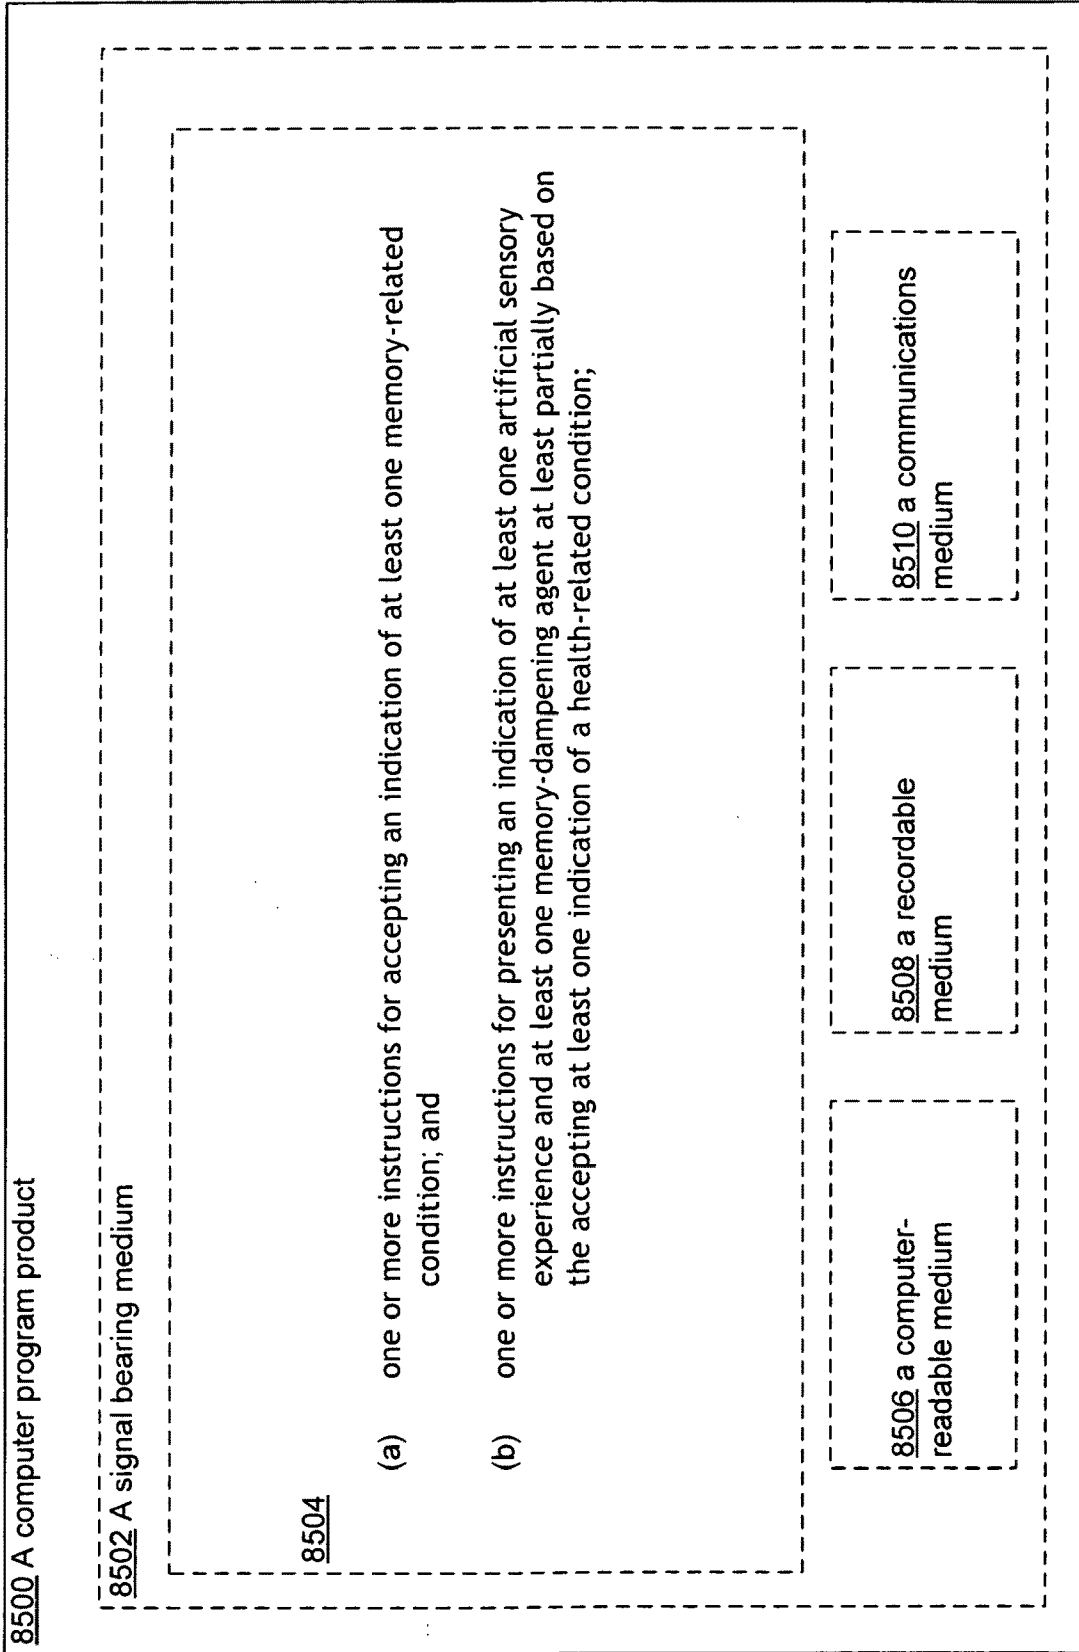 8500 A computer program product
8502 A signal bearing medium
8504
(a) one or more instructions for accepting an indication of at least one memory-related
condition; and
(b) one or more instructions for presenting an indication of at least one artificial sensory
experience and at least one memory-dampening agent at least partially based on
the accepting at least one indication of a health-related condition;
8506 a computer-
readable medium
8508 a recordable
medium
8510 a communications
medium